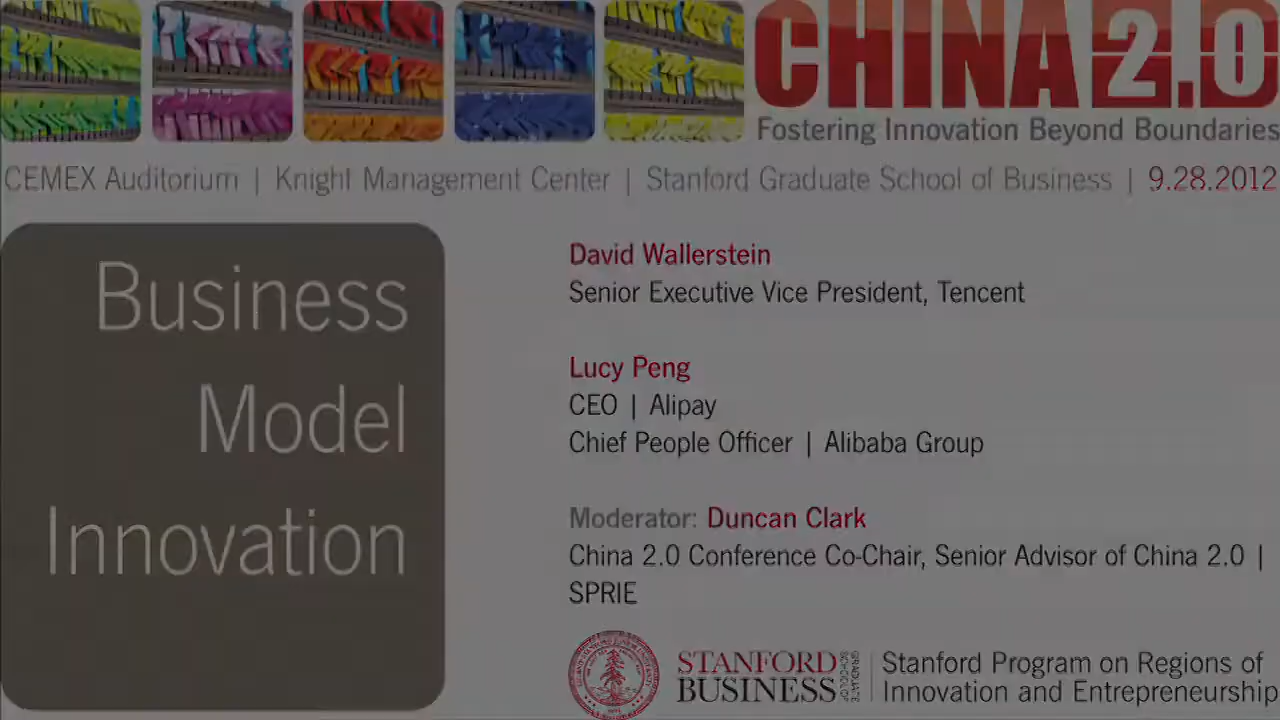 CHINA 2.0
Fostering Innovation Beyond Boundaries
CEMEX Auditorium | Knight Management Center | Stanford Graduate School of Business | 9.28.2012
Business
Model
Innovation
David Wallerstein
Senior Executive Vice President, Tencent
Lucy Peng
CEO | Alipay
Chief People Officer | Alibaba Group
Moderator: Duncan Clark
China 2.0 Conference Co-Chair, Senior Advisor of China 2.0 |
SPRIE
STANFORD
BUSINESS
GRADUATE
SCHOOL OF
Stanford Program on Regions of
Innovation and Entrepreneurship